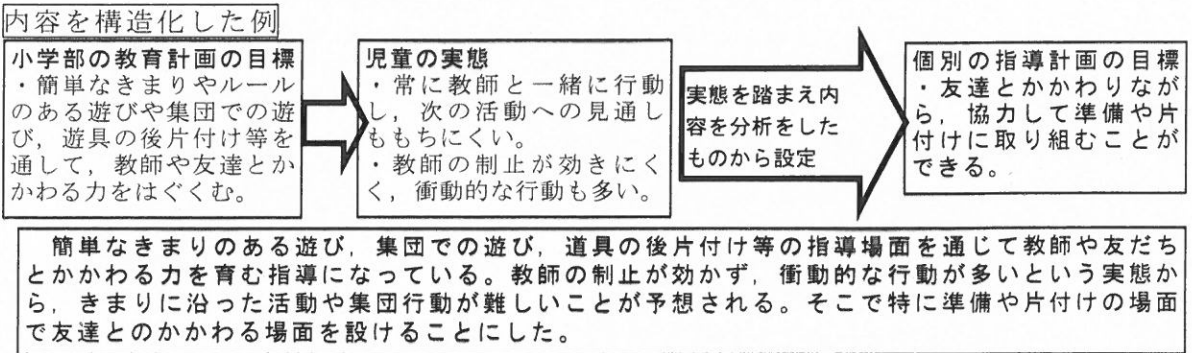 内容を構造化した例
小学部の教育計画の目標
・簡単なきまりやルール
のある遊びや集団での遊
び，遊具の後片付け等を
通して，教師や友達とか
かわる力をはぐくむ。
児童の実態
・常に教師と一緒に行動
し，次の活動への見通し
ももちにくい。
・教師の制止が効きにく
く，衝動的な行動も多い。
実態を踏まえ内
容を分析をした
ものから設定
個別の指導計画の目標
・友達とかかわりなが
ら，協力して準備や片
付けに取り組むことが
できる。
簡単なきまりのある遊び，集団での遊び，道具の後片付け等の指導場面を通じて教師や友だち
とかかわる力を育む指導になっている。教師の制止が効かず，衝動的な行動が多いという実態か
ら，きまりに沿った活動や集団行動が難しいことが予想される。そこで特に準備や片付けの場面
で友達とのかかわる場面を設けることにした。